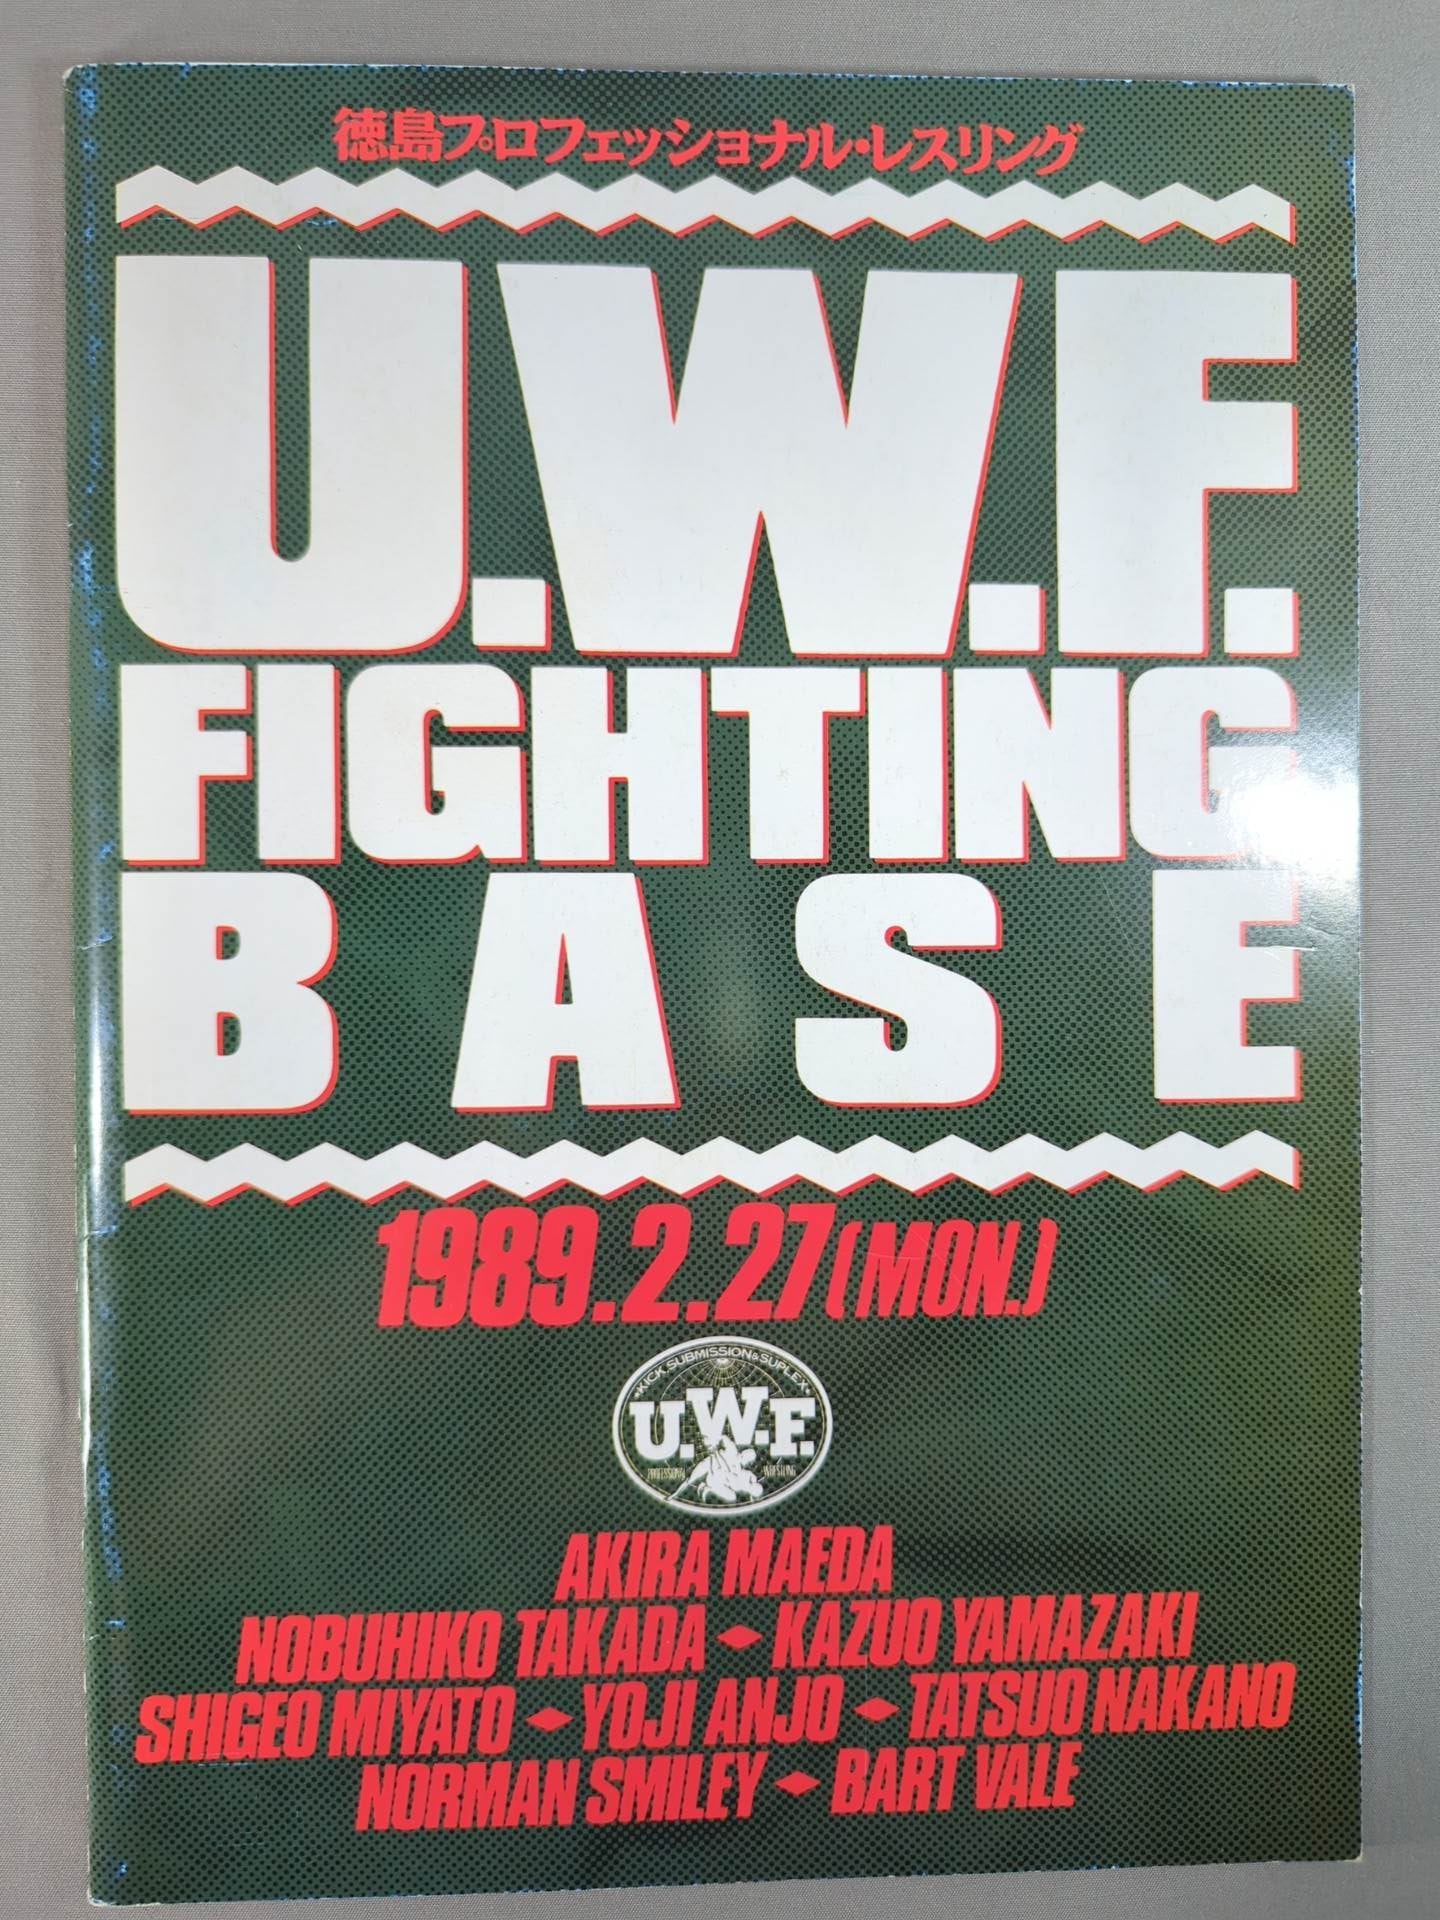 徳島プロフェッショナル・レスリング
U.W.F.
FIGHTING
BASE
1989.2.27(MON.)
•KICK SUBMISSION&SUPLEX•
U.W.F.
PROFESSIONAL WRESTLING
AKIRA MAEDA
NOBUHIKO TAKADA ◆ KAZUO YAMAZAKI
SHIGEO MIYATO ◆ YOJI ANJO ◆ TATSUO NAKANO
NORMAN SMILEY ◆ BART VALE